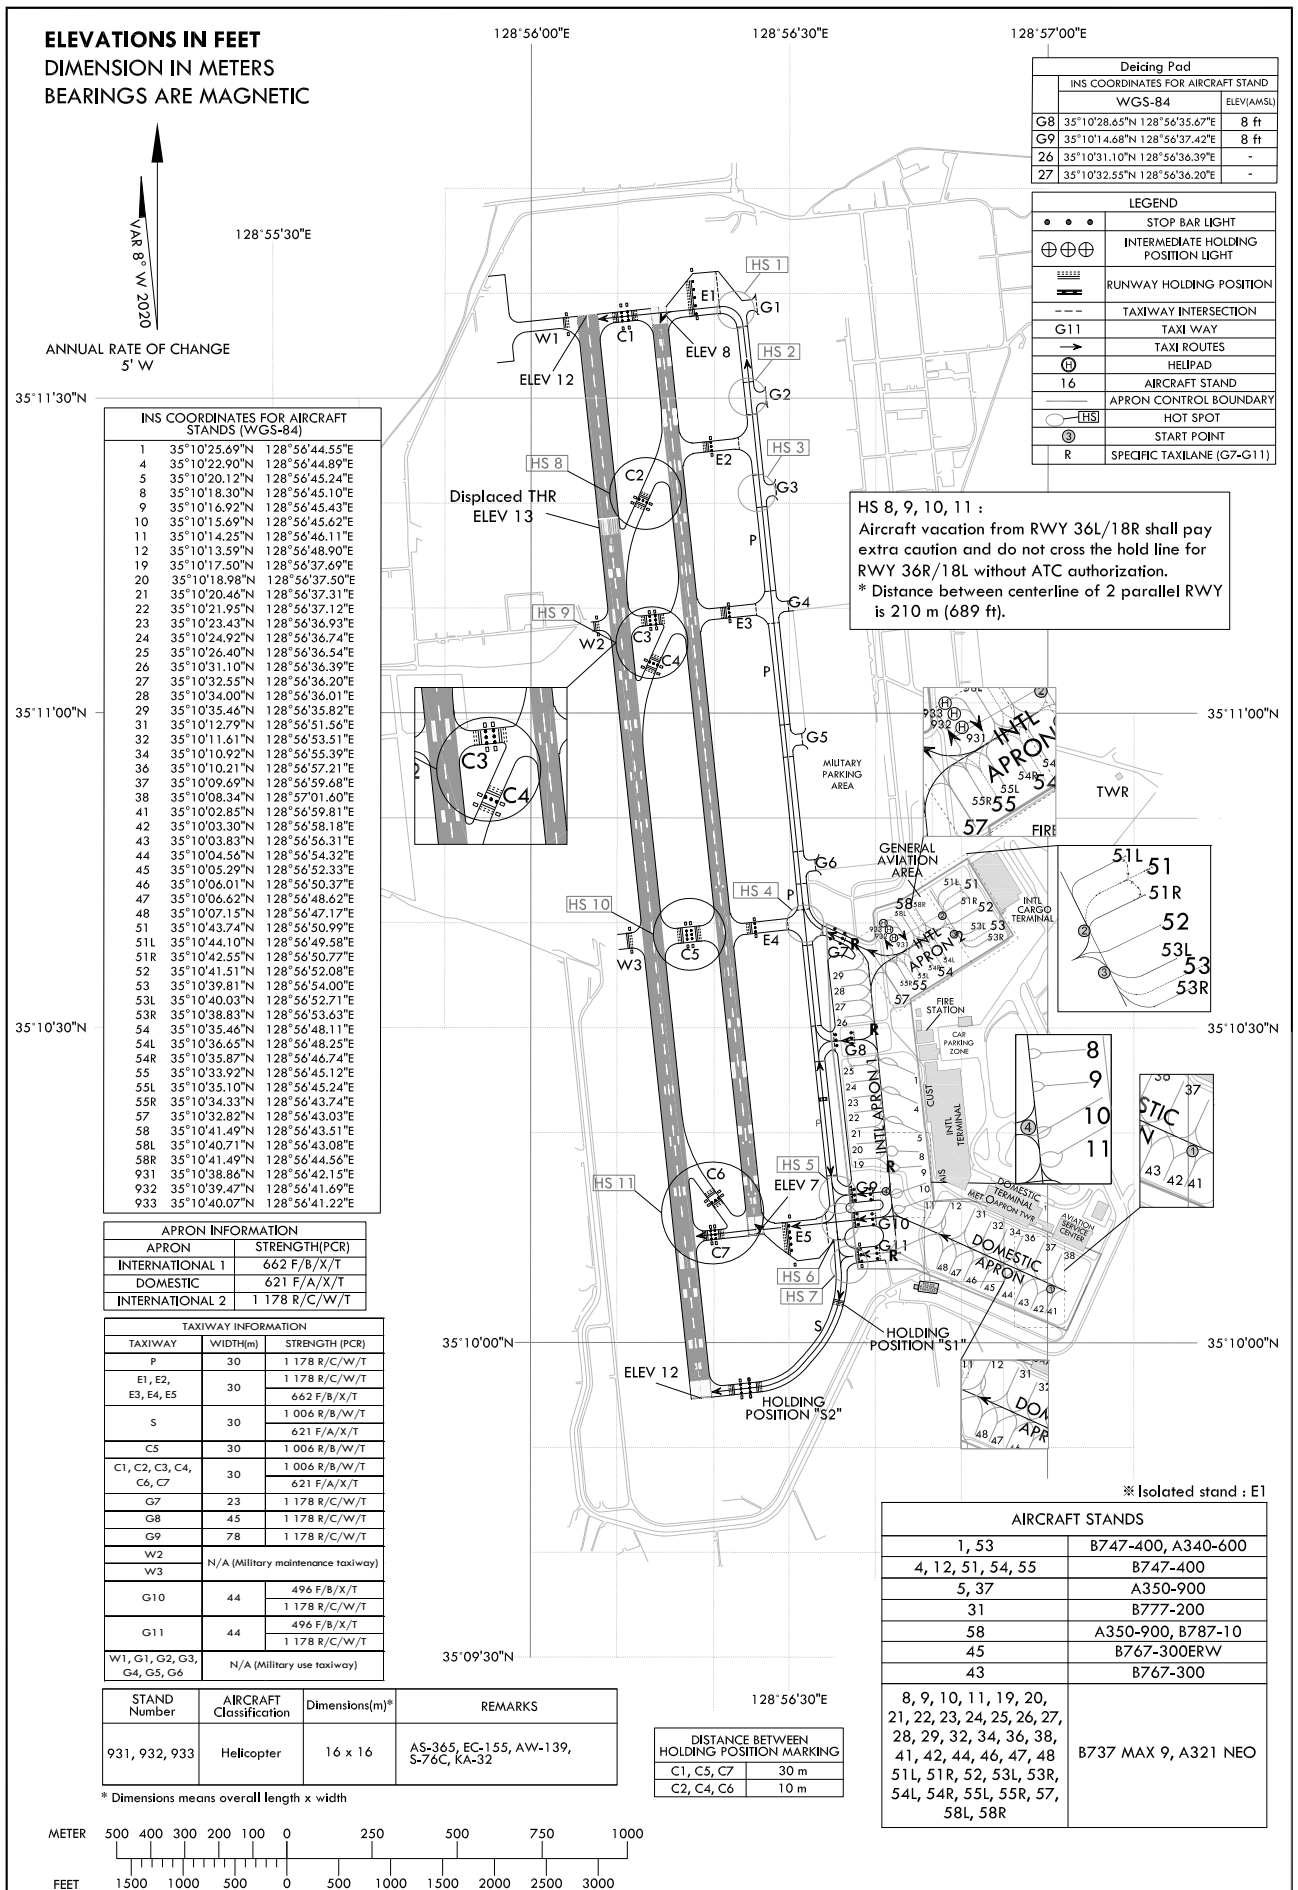 ELEVATIONS IN FEET
DIMENSION IN METERS
BEARINGS ARE MAGNETIC
VAR 8° W 2020
ANNUAL RATE OF CHANGE
5' W
128°56'00"E
128°56'30"E
128°57'00"E
128°55'30"E
Deicing Pad
INS COORDINATES FOR AIRCRAFT STAND
WGS-84 ELEV(AMSL)
G8 35°10'28.65"N 128°56'35.67"E 8 ft
G9 35°10'14.68"N 128°56'37.42"E 8 ft
26 35°10'31.10"N 128°56'36.39"E -
27 35°10'32.55"N 128°56'36.20"E -
LEGEND
STOP BAR LIGHT
INTERMEDIATE HOLDING
POSITION LIGHT
RUNWAY HOLDING POSITION
TAXIWAY INTERSECTION
G11 TAXI WAY
TAXI ROUTES
H HELIPAD
16 AIRCRAFT STAND
APRON CONTROL BOUNDARY
HS HOT SPOT
3 START POINT
R SPECIFIC TAXILANE (G7-G11)
HS 8, 9, 10, 11 :
Aircraft vacation from RWY 36L/18R shall pay
extra caution and do not cross the hold line for
RWY 36R/18L without ATC authorization.
* Distance between centerline of 2 parallel RWY
is 210 m (689 ft).
35°11'30"N
35°11'00"N
35°11'00"N
35°10'30"N
35°10'30"N
35°10'00"N
35°10'00"N
35°09'30"N
128°56'30"E
INS COORDINATES FOR AIRCRAFT
STANDS (WGS-84)
1 35°10'25.69"N 128°56'44.55"E
4 35°10'22.90"N 128°56'44.89"E
5 35°10'20.12"N 128°56'45.24"E
8 35°10'18.30"N 128°56'45.10"E
9 35°10'16.92"N 128°56'45.43"E
10 35°10'15.69"N 128°56'45.62"E
11 35°10'14.25"N 128°56'46.11"E
12 35°10'13.59"N 128°56'48.90"E
19 35°10'17.50"N 128°56'37.69"E
20 35°10'18.98"N 128°56'37.50"E
21 35°10'20.46"N 128°56'37.31"E
22 35°10'21.95"N 128°56'37.12"E
23 35°10'23.43"N 128°56'36.93"E
24 35°10'24.92"N 128°56'36.74"E
25 35°10'26.40"N 128°56'36.54"E
26 35°10'31.10"N 128°56'36.39"E
27 35°10'32.55"N 128°56'36.20"E
28 35°10'34.00"N 128°56'36.01"E
29 35°10'35.46"N 128°56'35.82"E
31 35°10'12.79"N 128°56'51.56"E
32 35°10'11.61"N 128°56'53.51"E
34 35°10'10.92"N 128°56'55.39"E
36 35°10'10.21"N 128°56'57.21"E
37 35°10'09.69"N 128°56'59.68"E
38 35°10'08.34"N 128°57'01.60"E
41 35°10'02.85"N 128°56'59.81"E
42 35°10'03.30"N 128°56'58.18"E
43 35°10'03.83"N 128°56'56.31"E
44 35°10'04.56"N 128°56'54.32"E
45 35°10'05.29"N 128°56'52.33"E
46 35°10'06.01"N 128°56'50.37"E
47 35°10'06.62"N 128°56'48.62"E
48 35°10'07.15"N 128°56'47.17"E
51 35°10'43.74"N 128°56'50.99"E
51L 35°10'44.10"N 128°56'49.58"E
51R 35°10'42.55"N 128°56'50.77"E
52 35°10'41.51"N 128°56'52.08"E
53 35°10'39.81"N 128°56'54.00"E
53L 35°10'40.03"N 128°56'52.71"E
53R 35°10'38.83"N 128°56'53.63"E
54 35°10'35.46"N 128°56'48.11"E
54L 35°10'36.65"N 128°56'48.25"E
54R 35°10'35.87"N 128°56'46.74"E
55 35°10'33.92"N 128°56'45.12"E
55L 35°10'35.10"N 128°56'45.24"E
55R 35°10'34.33"N 128°56'43.74"E
57 35°10'32.82"N 128°56'43.03"E
58 35°10'41.49"N 128°56'43.51"E
58L 35°10'40.71"N 128°56'43.08"E
58R 35°10'41.49"N 128°56'44.56"E
931 35°10'38.86"N 128°56'42.15"E
932 35°10'39.47"N 128°56'41.69"E
933 35°10'40.07"N 128°56'41.22"E
APRON INFORMATION
APRON STRENGTH(PCR)
INTERNATIONAL 1 662 F/B/X/T
DOMESTIC 621 F/A/X/T
INTERNATIONAL 2 1 178 R/C/W/T
TAXIWAY INFORMATION
TAXIWAY WIDTH(m) STRENGTH (PCR)
P 30 1 178 R/C/W/T
E1, E2,
E3, E4, E5 30 1 178 R/C/W/T
662 F/B/X/T
S 30 1 006 R/B/W/T
621 F/A/X/T
C5 30 1 006 R/B/W/T
C1, C2, C3, C4,
C6, C7 30 1 006 R/B/W/T
621 F/A/X/T
G7 23 1 178 R/C/W/T
G8 45 1 178 R/C/W/T
G9 78 1 178 R/C/W/T
W2
W3 N/A (Military maintenance taxiway)
G10 44 496 F/B/X/T
1 178 R/C/W/T
G11 44 496 F/B/X/T
1 178 R/C/W/T
W1, G1, G2, G3,
G4, G5, G6 N/A (Military use taxiway)
STAND
Number
AIRCRAFT
Classification
Dimensions(m)*
REMARKS
931, 932, 933 Helicopter 16 x 16 AS-365, EC-155, AW-139,
S-76C, KA-32
* Dimensions means overall length x width
METER 500 400 300 200 100 0 250 500 750 1000
FEET 1500 1000 500 0 500 1000 1500 2000 2500 3000
DISTANCE BETWEEN
HOLDING POSITION MARKING
C1, C5, C7 30 m
C2, C4, C6 10 m
※ Isolated stand : E1
AIRCRAFT STANDS
1, 53 B747-400, A340-600
4, 12, 51, 54, 55 B747-400
5, 37 A350-900
31 B777-200
58 A350-900, B787-10
45 B767-300ERW
43 B767-300
8, 9, 10, 11, 19, 20,
21, 22, 23, 24, 25, 26, 27,
28, 29, 32, 34, 36, 38,
41, 42, 44, 46, 47, 48
51L, 51R, 52, 53L, 53R,
54L, 54R, 55L, 55R, 57,
58L, 58R
B737 MAX 9, A321 NEO
HS 1
E1
G1
W1
C1
ELEV 8
ELEV 12
HS 2
G2
HS 3
G3
E2
HS 8
C2
Displaced THR
ELEV 13
P
G4
E3
HS 9
W2
C3
C4
P
G5
MILITARY
PARKING
AREA
C3
C4
G6
HS 4
P
GENERAL
AVIATION
AREA
TWR
INTL
CARGO
TERMINAL
HS 10
W3
C5
E4
G7
R
INTL
APRON 2
FIRE
STATION
CAR
PARKING
ZONE
G8
R
INTL APRON 1
CUST
INTL
TERMINAL
AIS
HS 5
ELEV 7
C6
HS 11
C7
E5
G9
G10
G11
R
R
HS 6
HS 7
DOMESTIC
TERMINAL
MET
APRON TWR
AVIATION
SERVICE
CENTER
DOMESTIC
APRON
S
HOLDING
POSITION "S1"
ELEV 12
HOLDING
POSITION "S2"
933
932
931
INTL
APRON
54R
55L
55R
55
57
FIRE
51L
51
51R
52
53L
53
53R
2
3
8
9
10
11
4
37
STIC
43
42
41
1
11
12
31
48
47